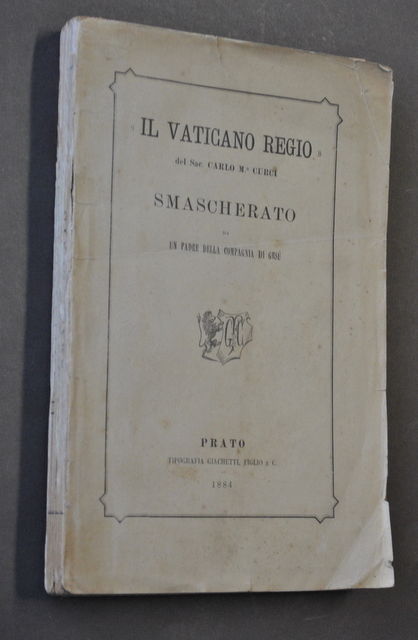 "IL VATICANO REGIO"
del Sac. CARLO M.ª CURCI
SMASCHERATO
DA
UN PADRE DELLA COMPAGNIA DI GESÙ
PRATO
TIPOGRAFIA GIACHETTI, FIGLIO e C.
1884